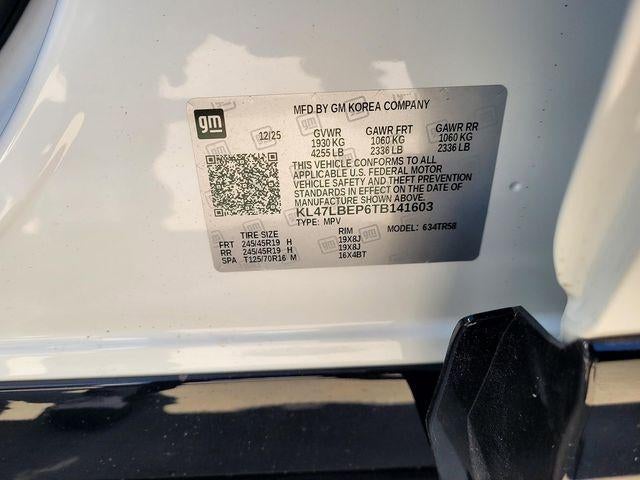 MFD BY GM KOREA COMPANY
gm
12/25 GVWR GAWR FRT GAWR RR
1930 KG 1060 KG 1060 KG
4255 LB 2336 LB 2336 LB
THIS VEHICLE CONFORMS TO ALL
APPLICABLE U.S. FEDERAL MOTOR
VEHICLE SAFETY AND THEFT PREVENTION
STANDARDS IN EFFECT ON THE DATE OF
MANUFACTURE SHOWN ABOVE.
KL47LBEP6TB141603
TYPE: MPV MODEL: 634TR58
TIRE SIZE RIM
FRT 245/45R19 H 19X8J
RR 245/45R19 H 19X8J
SPA T125/70R16 M 16X4BT